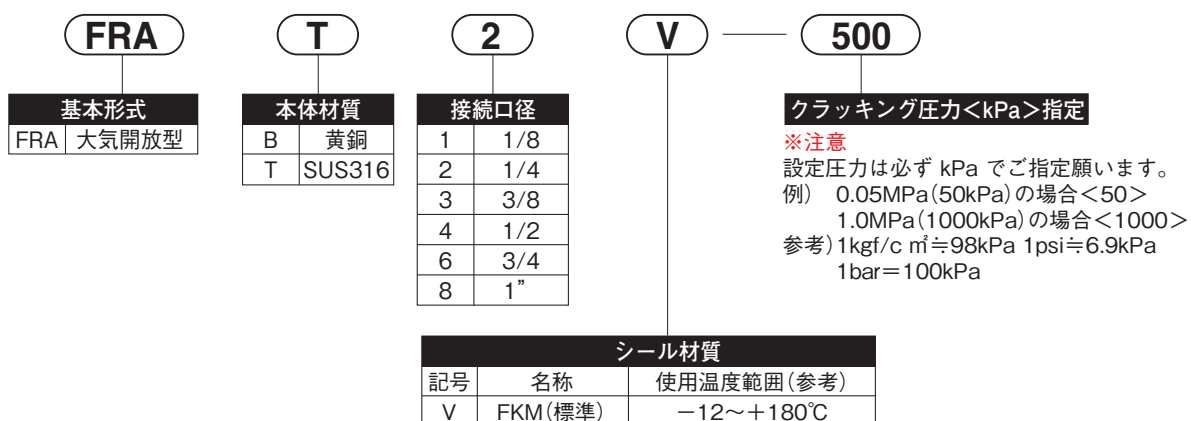 FRA T 2 V — 500
基本形式
FRA 大気開放型
本体材質
B 黄銅
T SUS316
接続口径
1 1/8
2 1/4
3 3/8
4 1/2
6 3/4
8 1”
クラッキング圧力<kPa>指定
※注意
設定圧力は必ず kPa でご指定願います。
例) 0.05MPa(50kPa)の場合<50>
1.0MPa(1000kPa)の場合<1000>
参考)1kgf/c㎡≒98kPa 1psi≒6.9kPa
1bar=100kPa
シール材質
記号 名称 使用温度範囲(参考)
V FKM(標準) −12〜+180℃